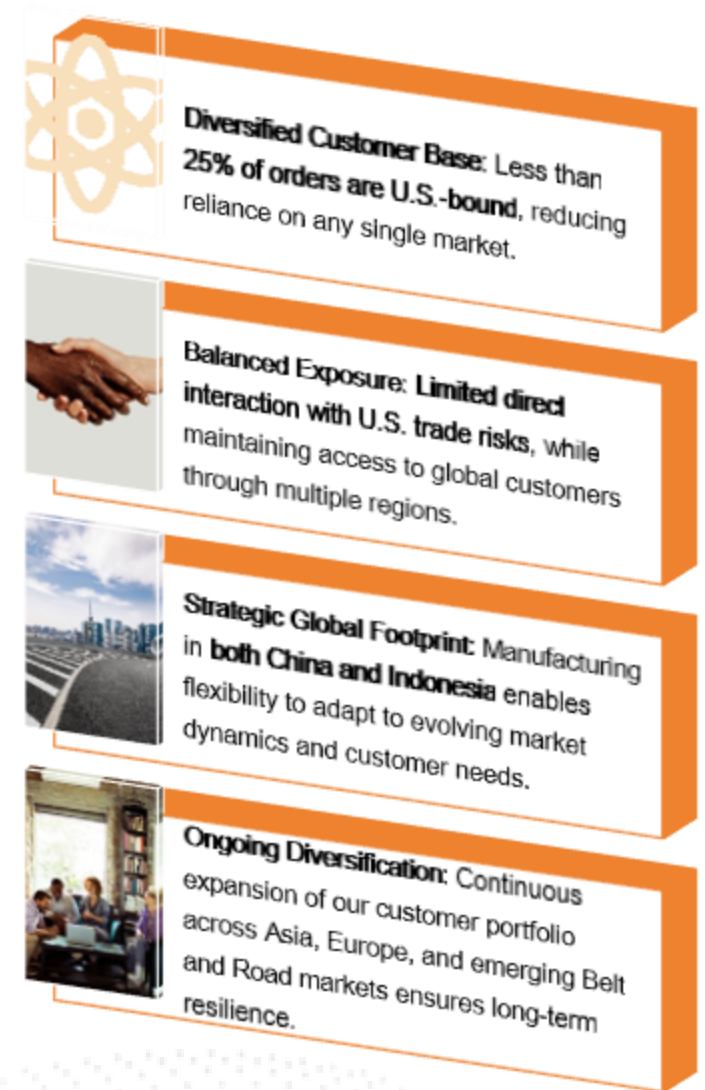 Diversified Customer Base: Less than
25% of orders are U.S.-bound, reducing
reliance on any single market.
Balanced Exposure: Limited direct
interaction with U.S. trade risks, while
maintaining access to global customers
through multiple regions.
Strategic Global Footprint: Manufacturing
in both China and Indonesia enables
flexibility to adapt to evolving market
dynamics and customer needs.
Ongoing Diversification: Continuous
expansion of our customer portfolio
across Asia, Europe, and emerging Belt
and Road markets ensures long-term
resilience.